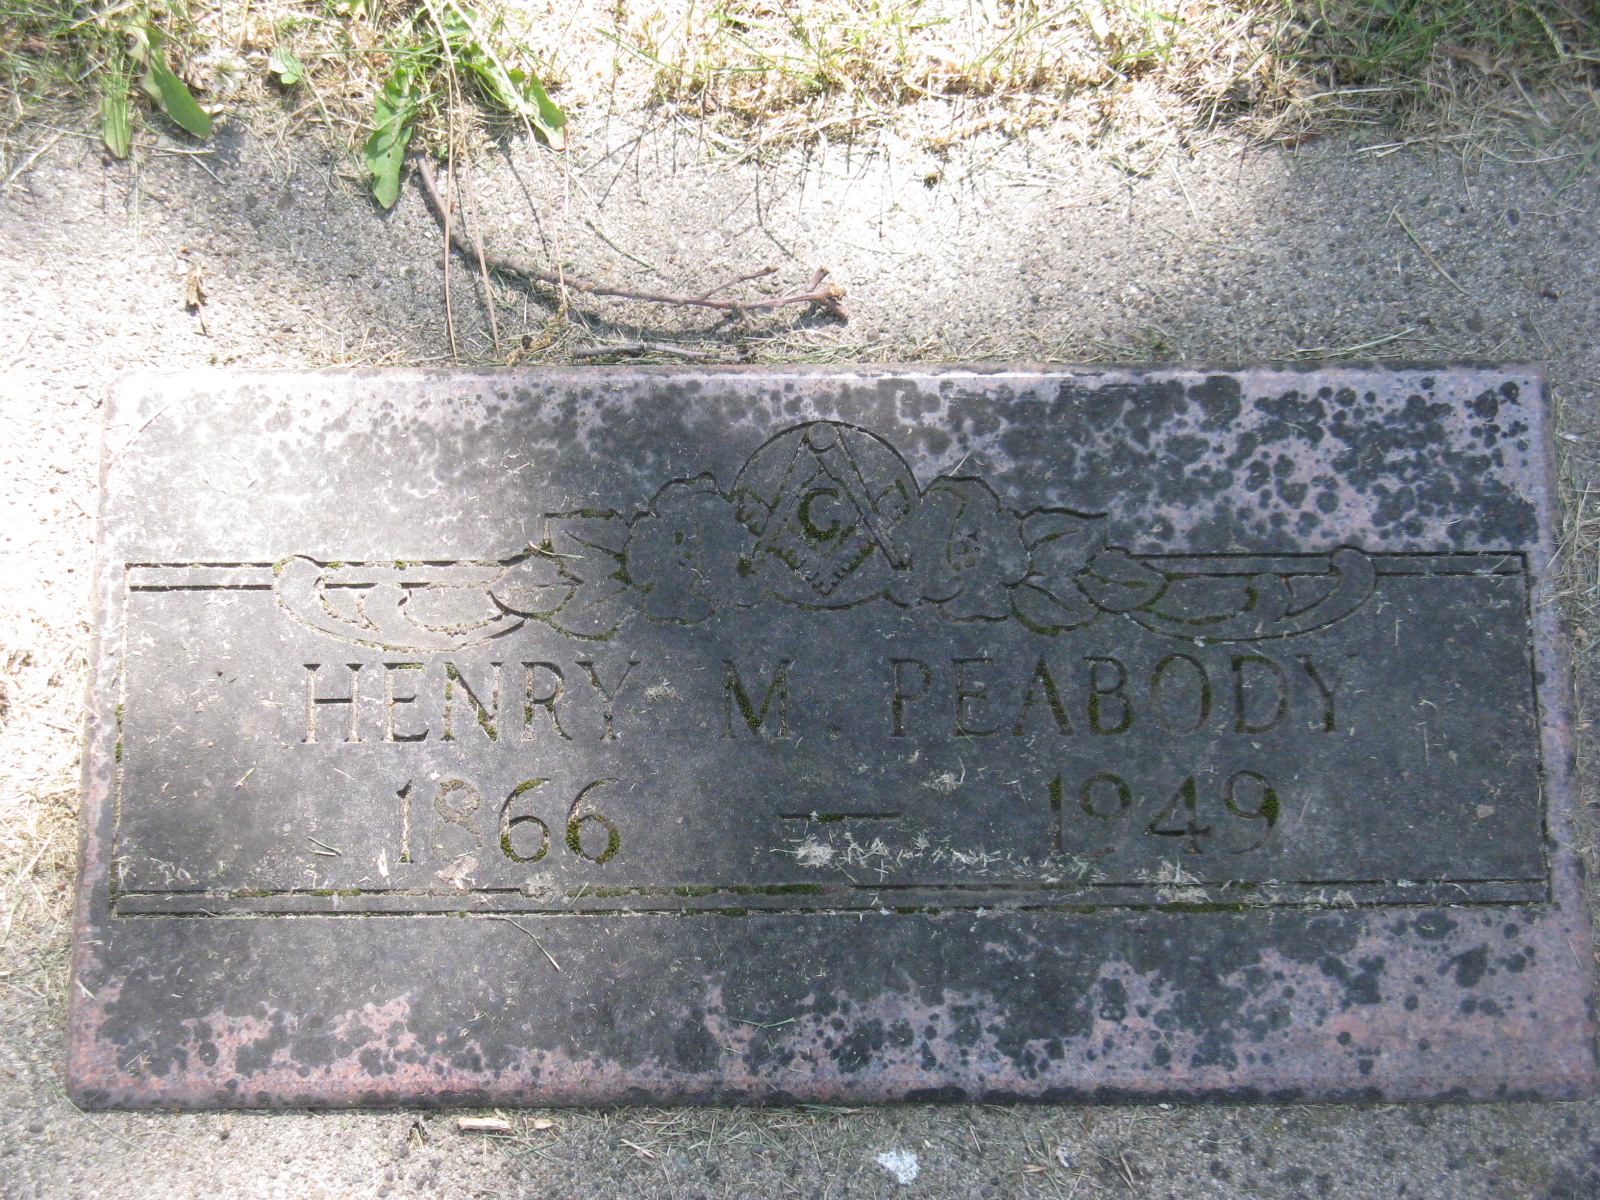 G
HENRY M. PEABODY
1866 — 1949